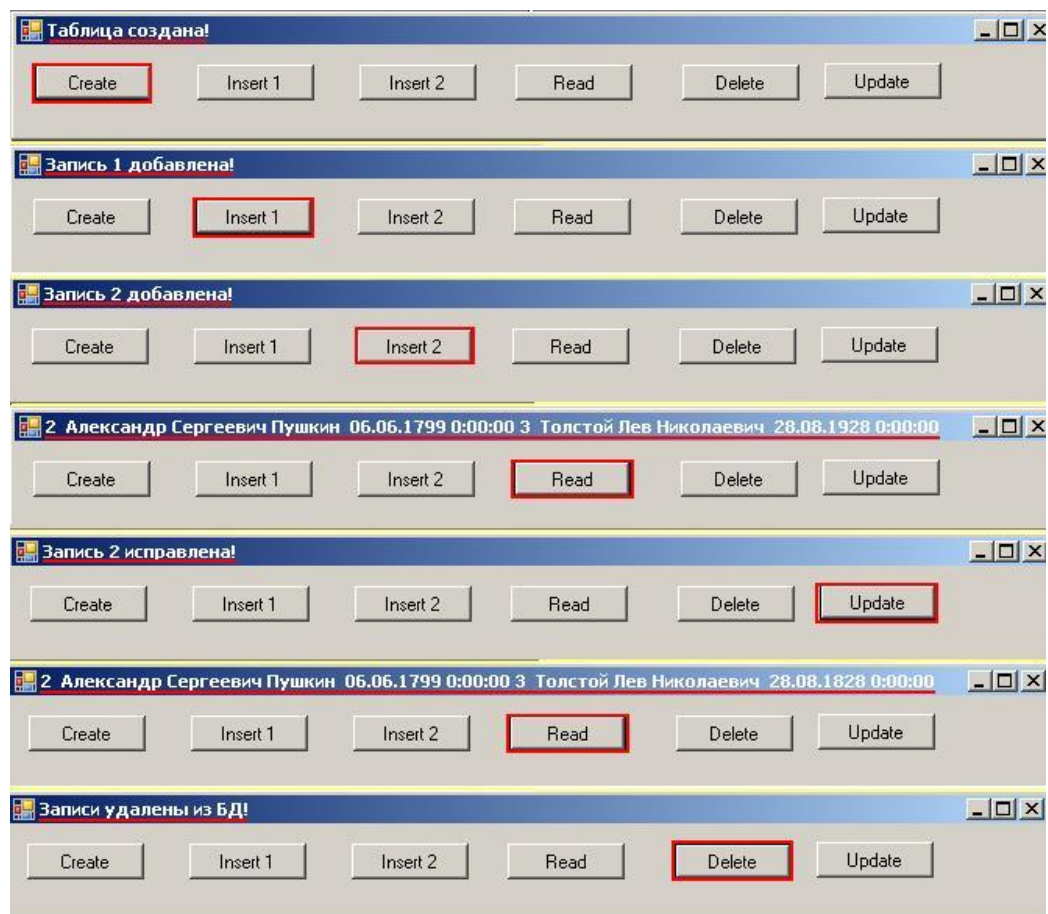 Таблица создана!
Create Insert 1 Insert 2 Read Delete Update
Запись 1 добавлена!
Create Insert 1 Insert 2 Read Delete Update
Запись 2 добавлена!
Create Insert 1 Insert 2 Read Delete Update
2 Александр Сергеевич Пушкин 06.06.1799 0:00:00 3 Толстой Лев Николаевич 28.08.1928 0:00:00
Create Insert 1 Insert 2 Read Delete Update
Запись 2 исправлена!
Create Insert 1 Insert 2 Read Delete Update
2 Александр Сергеевич Пушкин 06.06.1799 0:00:00 3 Толстой Лев Николаевич 28.08.1828 0:00:00
Create Insert 1 Insert 2 Read Delete Update
Записи удалены из БД!
Create Insert 1 Insert 2 Read Delete Update